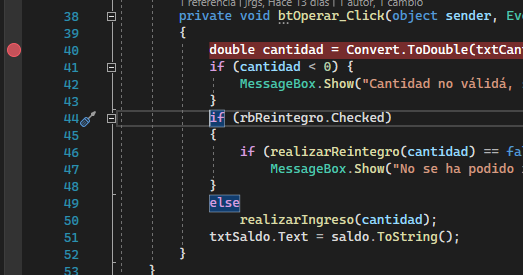 1 referencia | jrgs, Hace 13 días | 1 autor, 1 cambio
38 private void btOperar_Click(object sender, Eve
39 {
40 double cantidad = Convert.ToDouble(txtCant
41 if (cantidad < 0) {
42 MessageBox.Show("Cantidad no válidá,
43 }
44 if (rbReintegro.Checked)
45 {
46 if (realizarReintegro(cantidad) == fal
47 MessageBox.Show("No se ha podido
48 }
49 else
50 realizarIngreso(cantidad);
51 txtSaldo.Text = saldo.ToString();
52 }
53 }